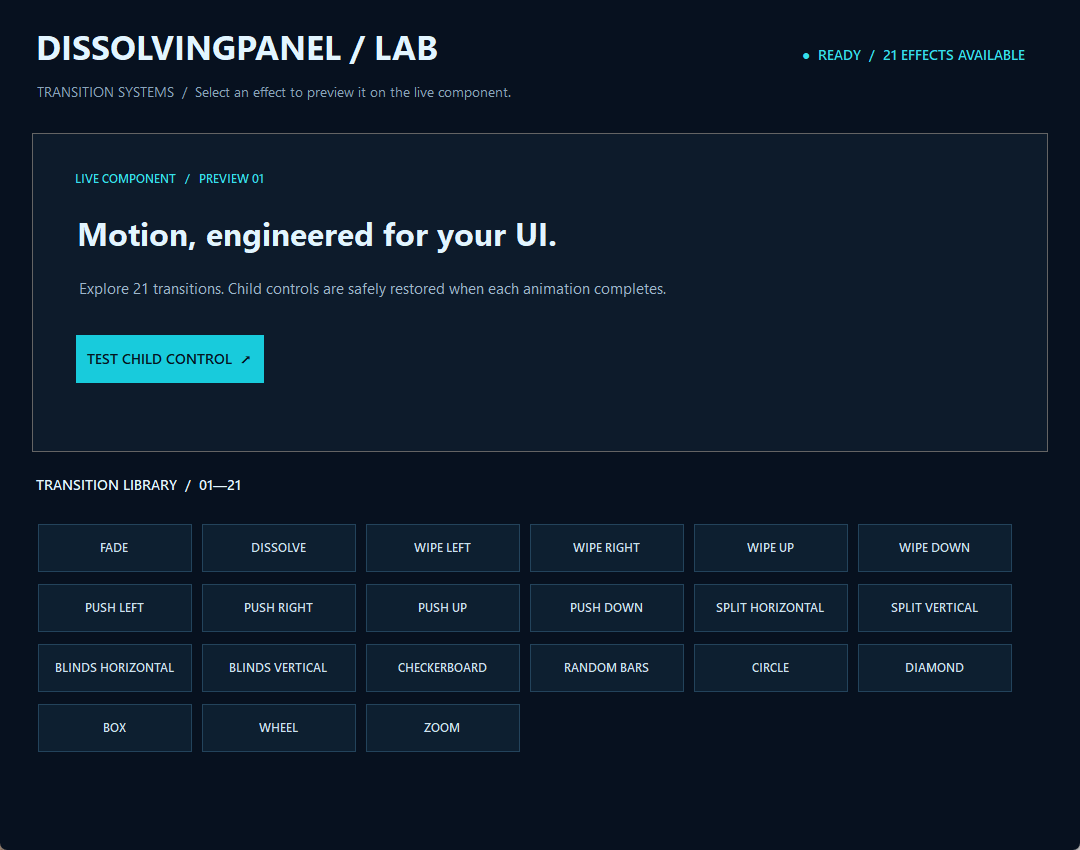 DISSOLVINGPANEL / LAB
● READY / 21 EFFECTS AVAILABLE
TRANSITION SYSTEMS / Select an effect to preview it on the live component.
LIVE COMPONENT / PREVIEW 01
Motion, engineered for your UI.
Explore 21 transitions. Child controls are safely restored when each animation completes.
TEST CHILD CONTROL ↗
TRANSITION LIBRARY / 01—21
FADE
DISSOLVE
WIPE LEFT
WIPE RIGHT
WIPE UP
WIPE DOWN
PUSH LEFT
PUSH RIGHT
PUSH UP
PUSH DOWN
SPLIT HORIZONTAL
SPLIT VERTICAL
BLINDS HORIZONTAL
BLINDS VERTICAL
CHECKERBOARD
RANDOM BARS
CIRCLE
DIAMOND
BOX
WHEEL
ZOOM